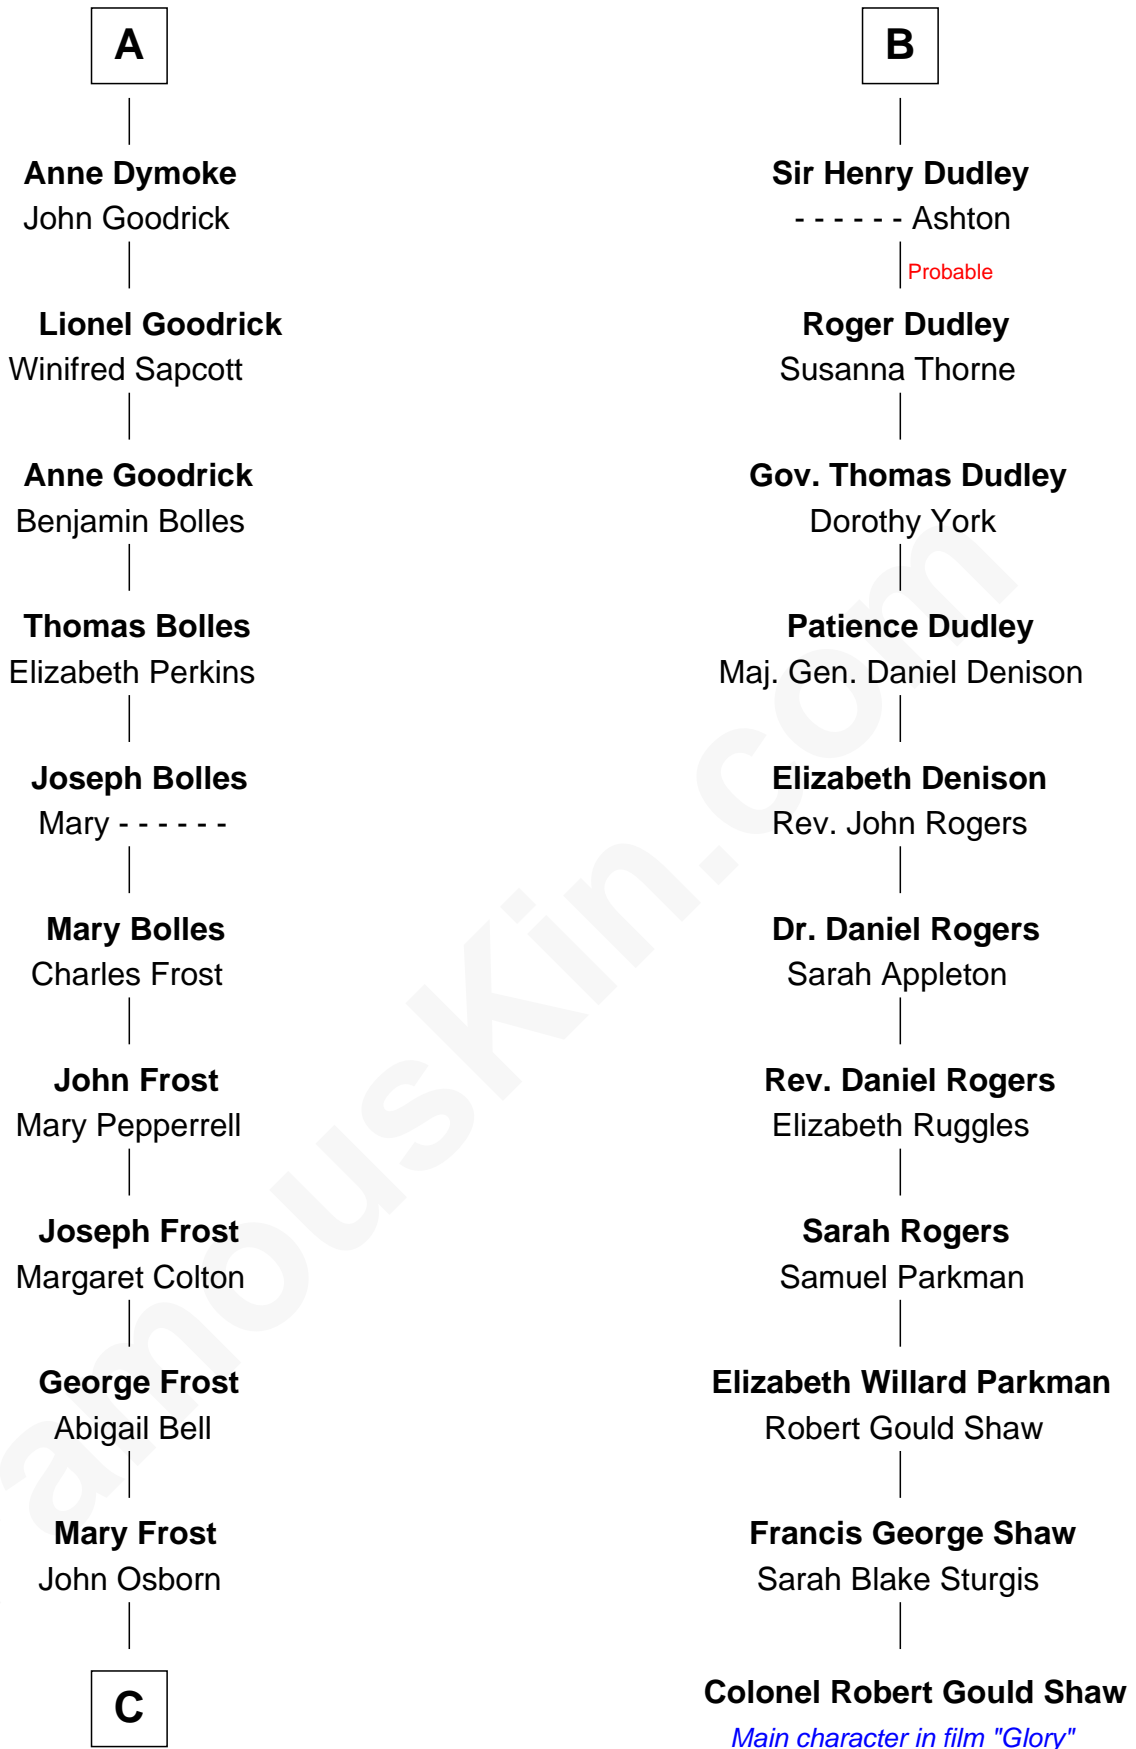 A
Anne Dymoke
John Goodrick
Lionel Goodrick
Winifred Sapcott
Anne Goodrick
Benjamin Bolles
Thomas Bolles
Elizabeth Perkins
Joseph Bolles
Mary - - - - - -
Mary Bolles
Charles Frost
John Frost
Mary Pepperrell
Joseph Frost
Margaret Colton
George Frost
Abigail Bell
Mary Frost
John Osborn
C
B
Sir Henry Dudley
- - - - - - Ashton
Probable
Roger Dudley
Susanna Thorne
Gov. Thomas Dudley
Dorothy York
Patience Dudley
Maj. Gen. Daniel Denison
Elizabeth Denison
Rev. John Rogers
Dr. Daniel Rogers
Sarah Appleton
Rev. Daniel Rogers
Elizabeth Ruggles
Sarah Rogers
Samuel Parkman
Elizabeth Willard Parkman
Robert Gould Shaw
Francis George Shaw
Sarah Blake Sturgis
Colonel Robert Gould Shaw
Main character in film "Glory"
amousKin.com